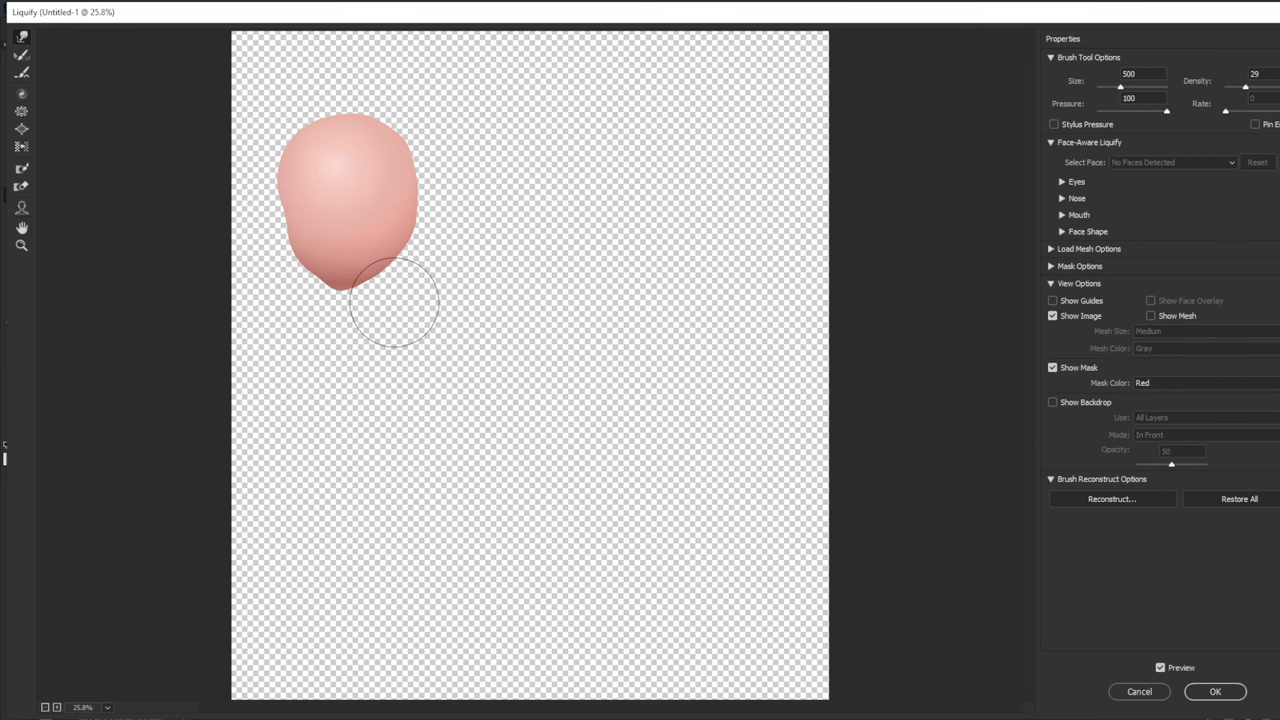 Liquify (Untitled-1 @ 25.8%)
Properties
Brush Tool Options
Size: 500 Density: 29
Pressure: 100 Rate: 0
Stylus Pressure Pin E
Face-Aware Liquify
Select Face: No Faces Detected Reset
Eyes
Nose
Mouth
Face Shape
Load Mesh Options
Mask Options
View Options
Show Guides Show Face Overlay
Show Image Show Mesh
Mesh Size: Medium
Mesh Color: Gray
Show Mask
Mask Color: Red
Show Backdrop
Use: All Layers
Mode: In Front
Opacity: 50
Brush Reconstruct Options
Reconstruct... Restore All
Preview
Cancel OK
25.8%